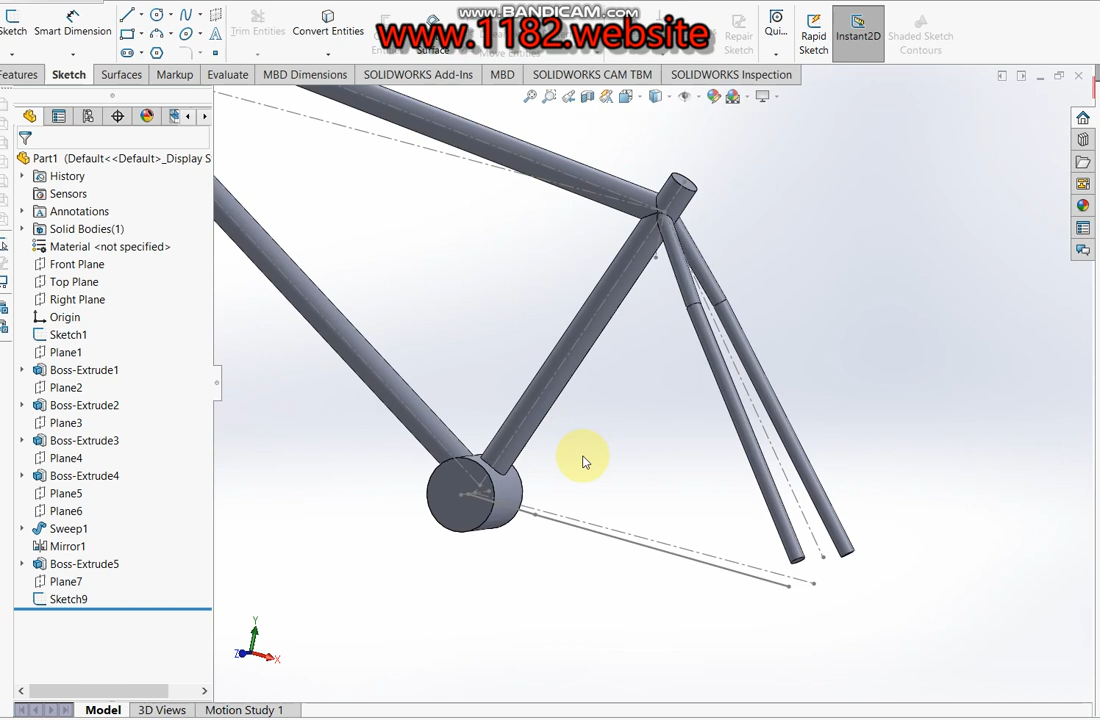 www.BANDICAM.com
www.1182.website
Sketch
Smart Dimension
Trim Entities
Convert Entities
Surface
Move Entities
Repair Sketch
Qui...
Rapid Sketch
Instant2D
Shaded Sketch Contours
Features
Sketch
Surfaces
Markup
Evaluate
MBD Dimensions
SOLIDWORKS Add-Ins
MBD
SOLIDWORKS CAM TBM
SOLIDWORKS Inspection
Part1 (Default<<Default>_Display S
History
Sensors
Annotations
Solid Bodies(1)
Material <not specified>
Front Plane
Top Plane
Right Plane
Origin
Sketch1
Plane1
Boss-Extrude1
Plane2
Boss-Extrude2
Plane3
Boss-Extrude3
Plane4
Boss-Extrude4
Plane5
Plane6
Sweep1
Mirror1
Boss-Extrude5
Plane7
Sketch9
Y
Z
X
Model
3D Views
Motion Study 1